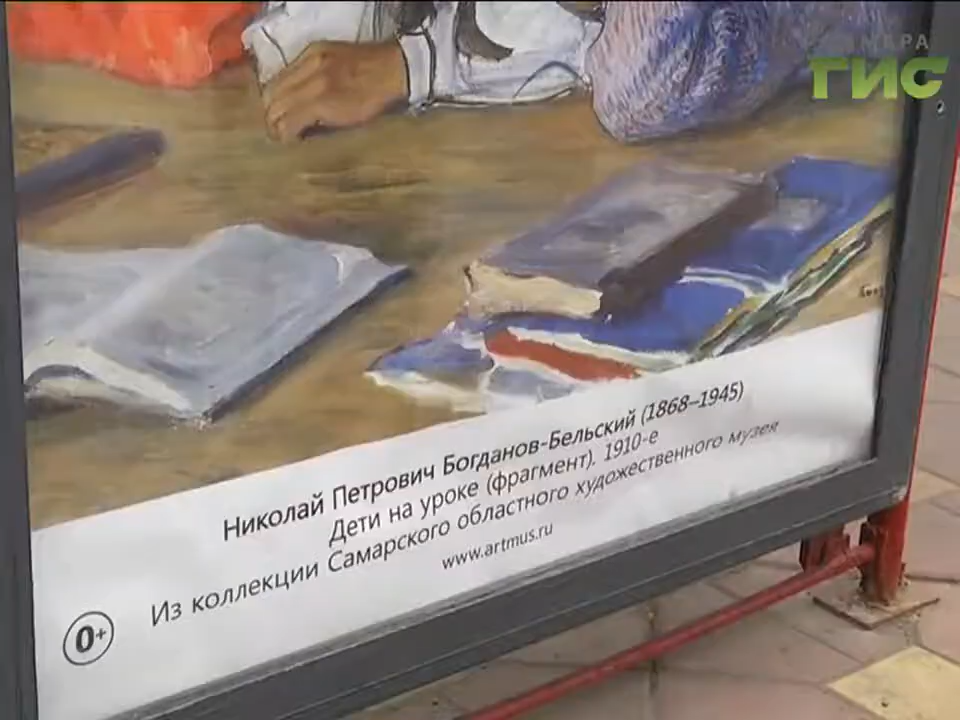 САМАРА
ГИС
Николай Петрович Богданов-Бельский (1868–1945)
Дети на уроке (фрагмент). 1910-е
Из коллекции Самарского областного художественного музея
www.artmus.ru
0+